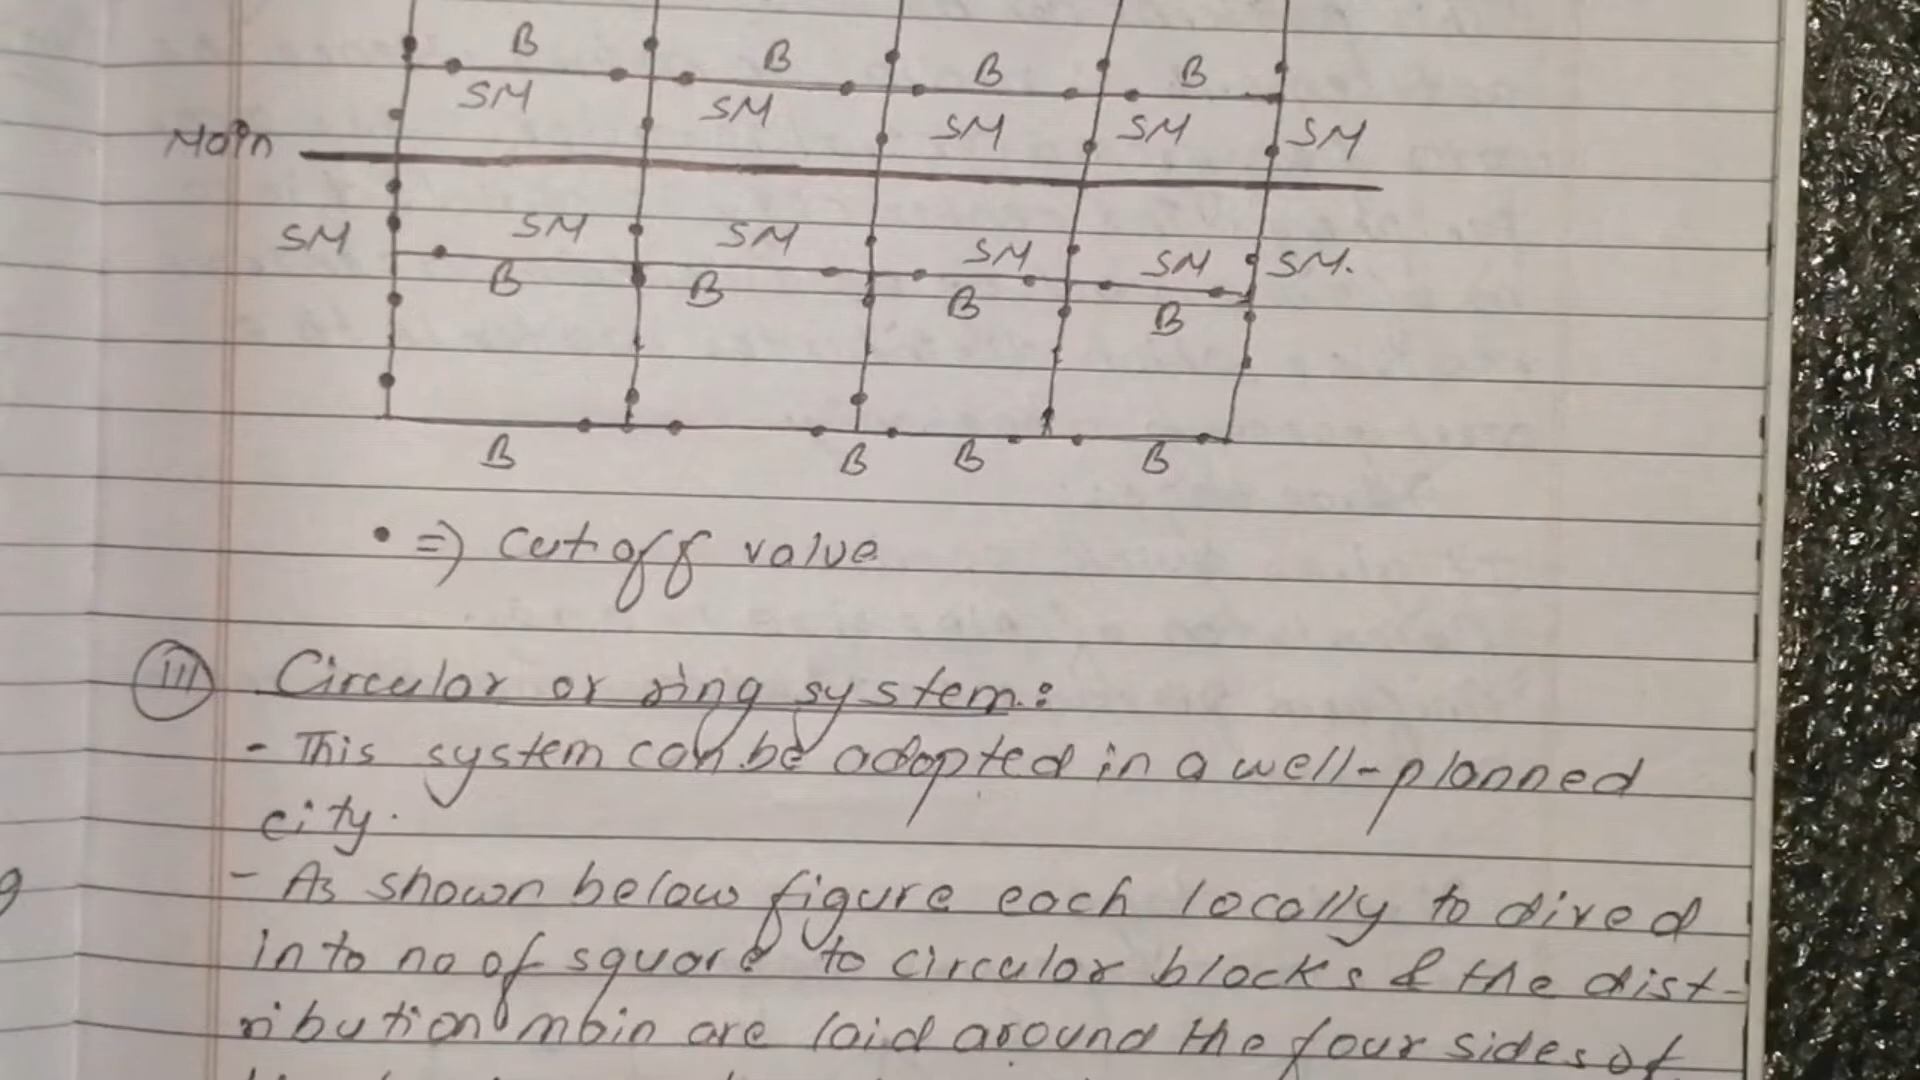 B B B B
SM SM SM SM SM
Main
SM SM SM SM SM SM.
B B B B
B B B B
• => cut off value
(III) Circular or ring system:
- This system can be adopted in a well-planned
city.
- As shown below figure each locally to dived
in to no of square to circular blocks & the dist-
ribution main are laid around the four sides of